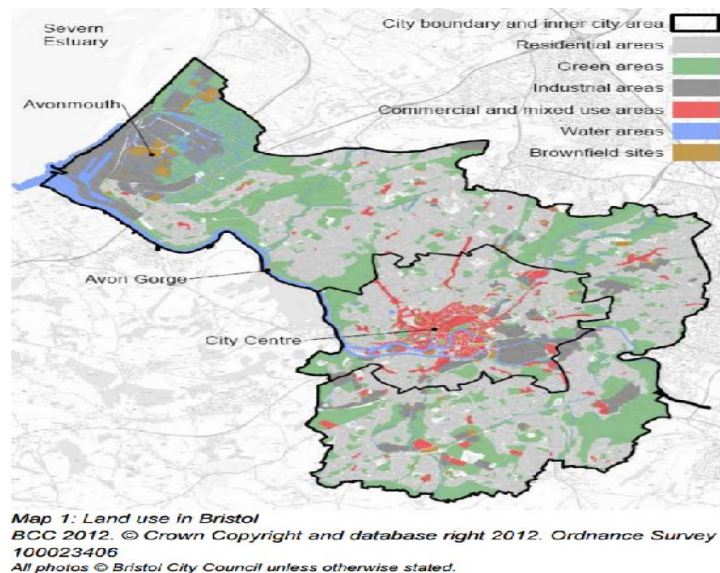 Severn
Estuary
City boundary and inner city area
Residential areas
Green areas
Industrial areas
Commercial and mixed use areas
Water areas
Brownfield sites
Avonmouth
Avon Gorge
City Centre
Map 1: Land use in Bristol
BCC 2012. © Crown Copyright and database right 2012. Ordnance Survey
100023406
All photos © Bristol City Council unless otherwise stated.